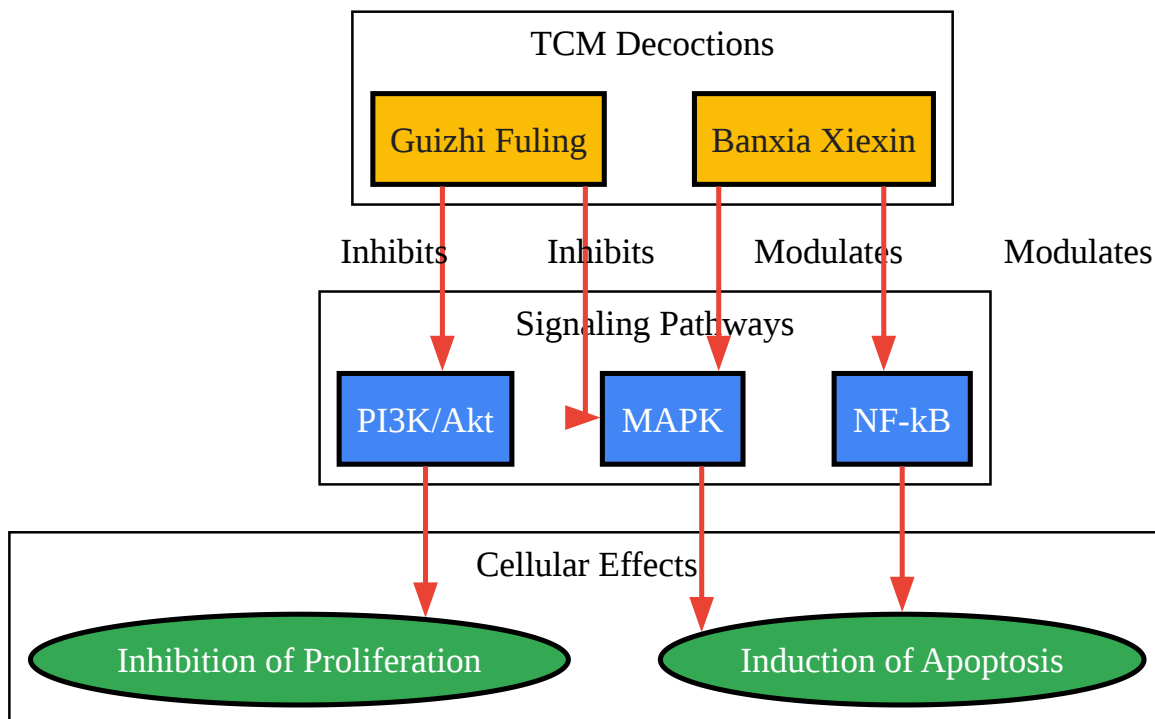 TCM Decoctions
Guizhi Fuling
Banxia Xiexin
Inhibits
Inhibits
Modulates
Modulates
Signaling Pathways
PI3K/Akt
MAPK
NF-kB
Cellular Effects
Inhibition of Proliferation
Induction of Apoptosis